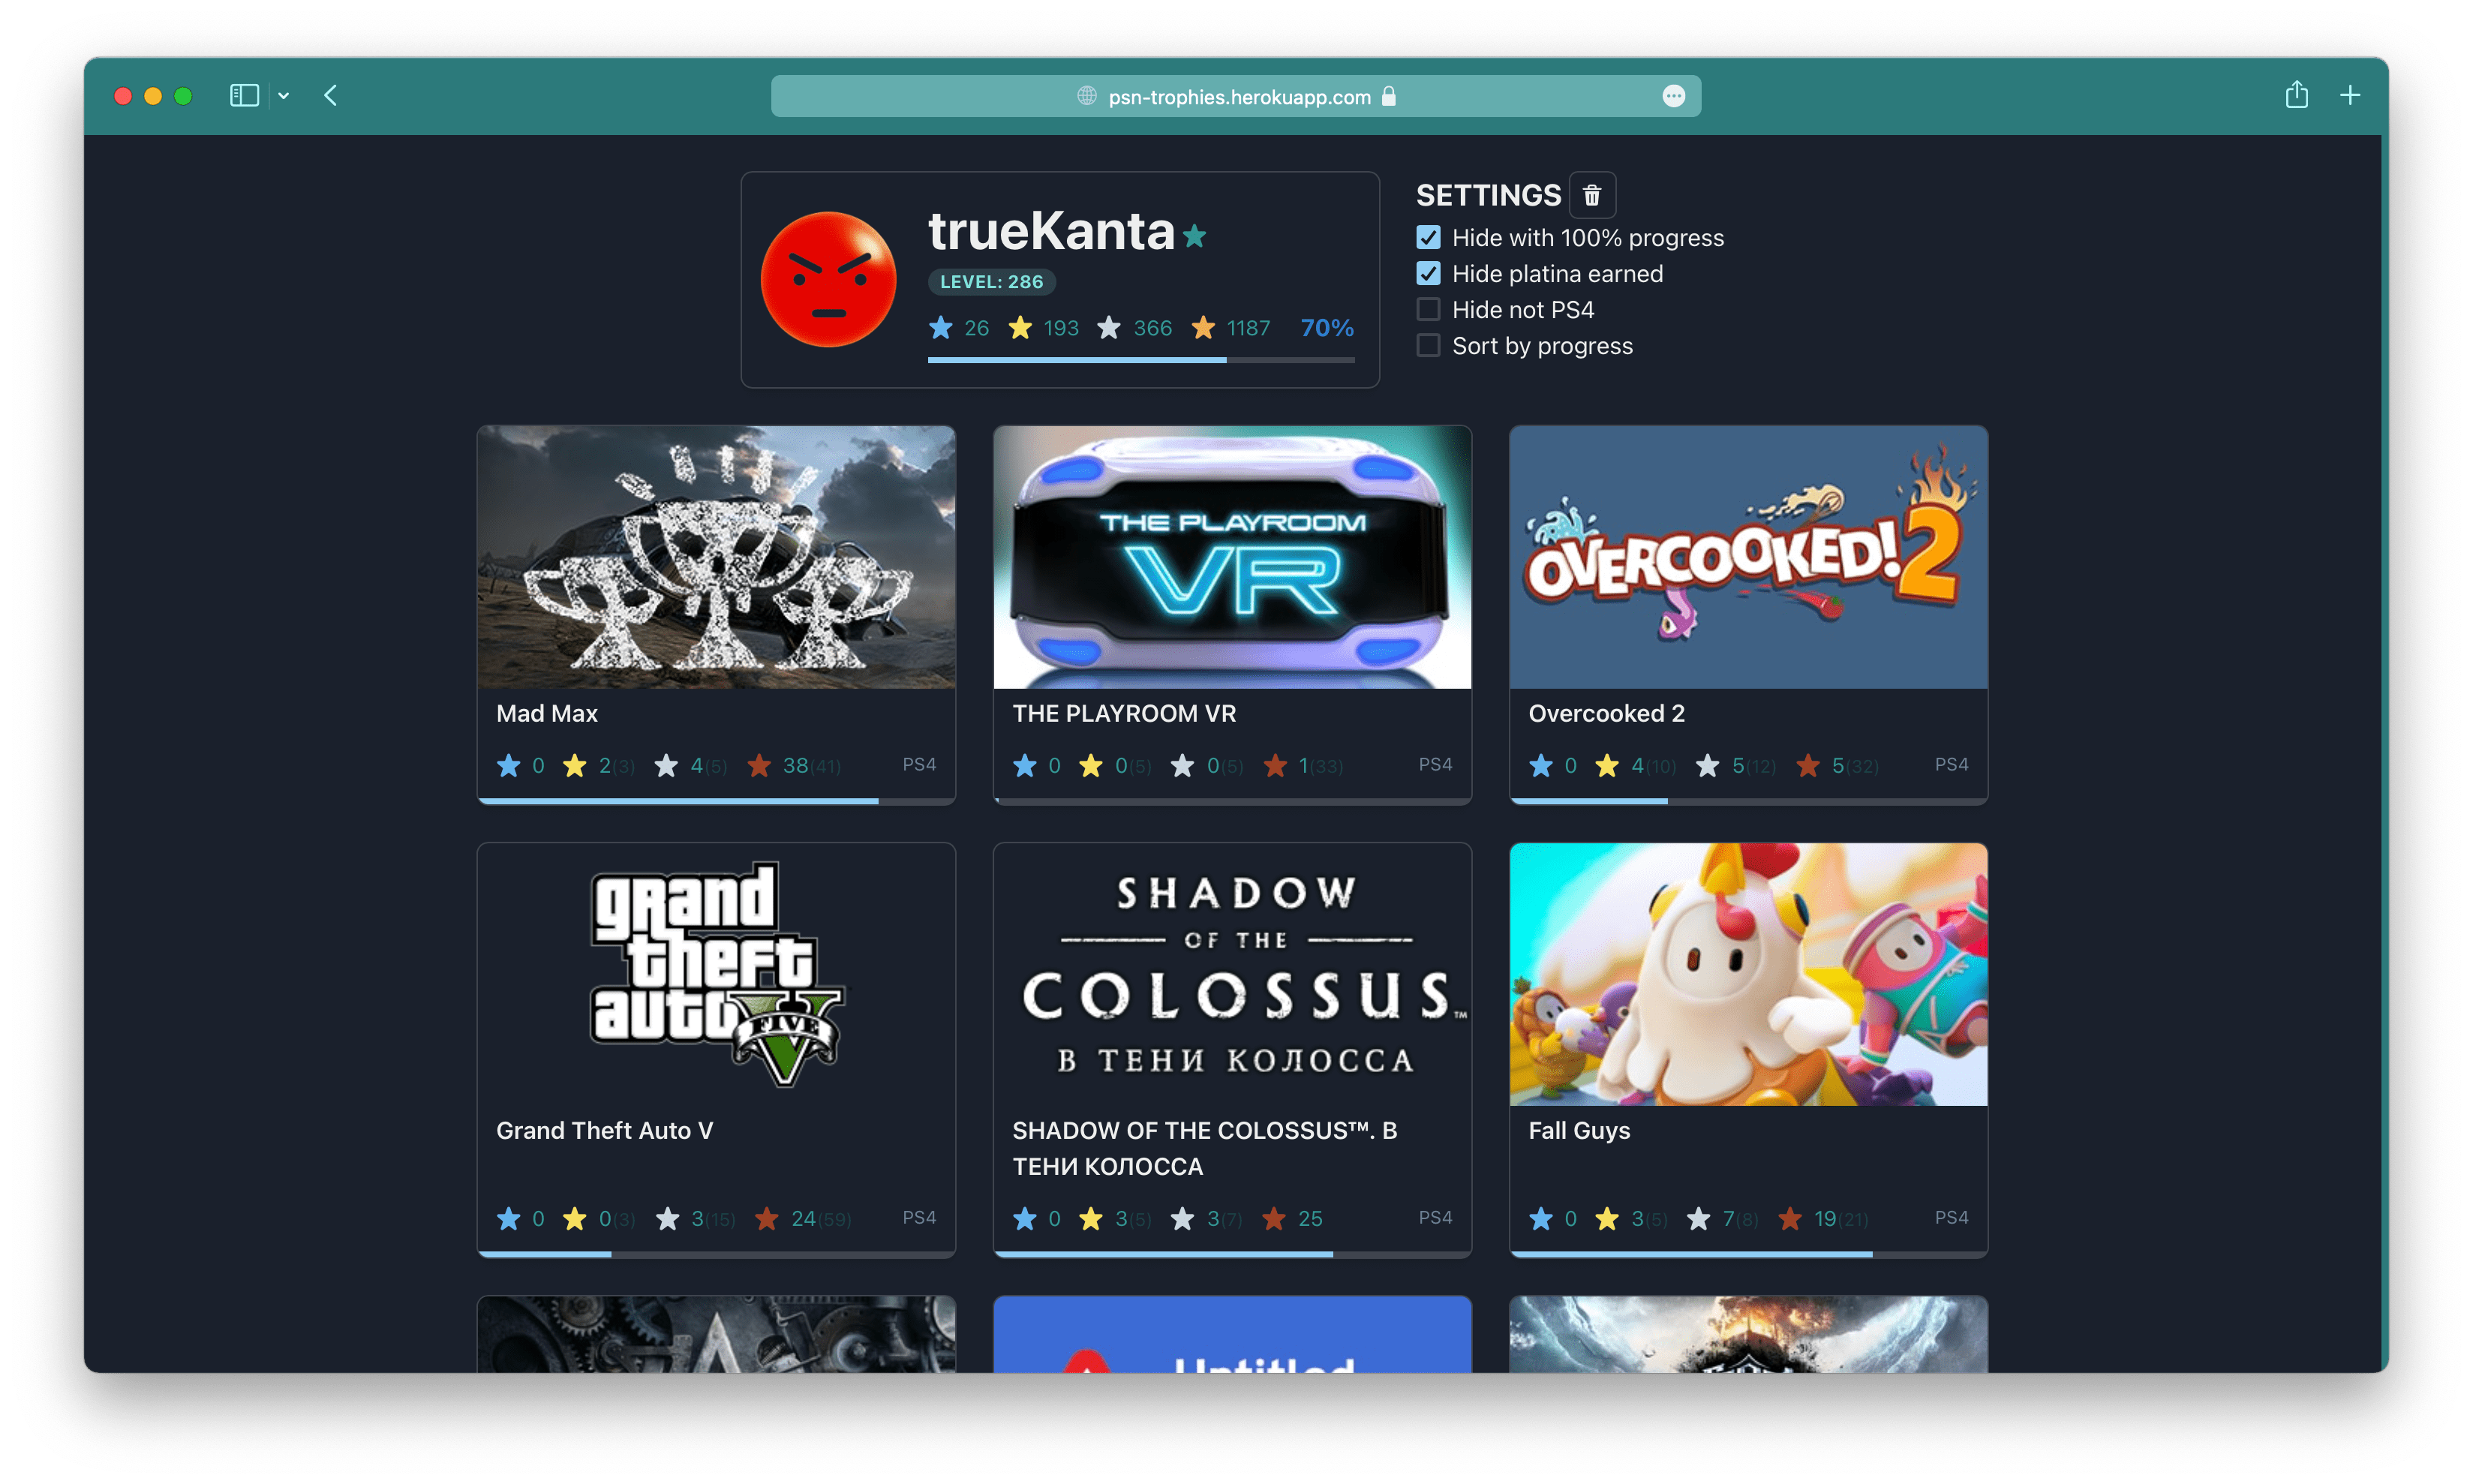 psn-trophies.herokuapp.com
trueKanta
LEVEL: 286
26 193 366 1187 70%
SETTINGS
Hide with 100% progress
Hide platina earned
Hide not PS4
Sort by progress
Mad Max
0 2(3) 4(5) 38(41) PS4
THE PLAYROOM
VR
THE PLAYROOM VR
0 0(5) 0(5) 1(33) PS4
OVERCOOKED! 2
Overcooked 2
0 4(10) 5(12) 5(32) PS4
grand
theft
auto V
FIVE
Grand Theft Auto V
0 0(3) 3(15) 24(59) PS4
SHADOW
OF THE
COLOSSUS™
В ТЕНИ КОЛОССА
SHADOW OF THE COLOSSUS™. В
ТЕНИ КОЛОССА
0 3(5) 3(7) 25 PS4
Fall Guys
0 3(5) 7(8) 19(21) PS4
Untitled